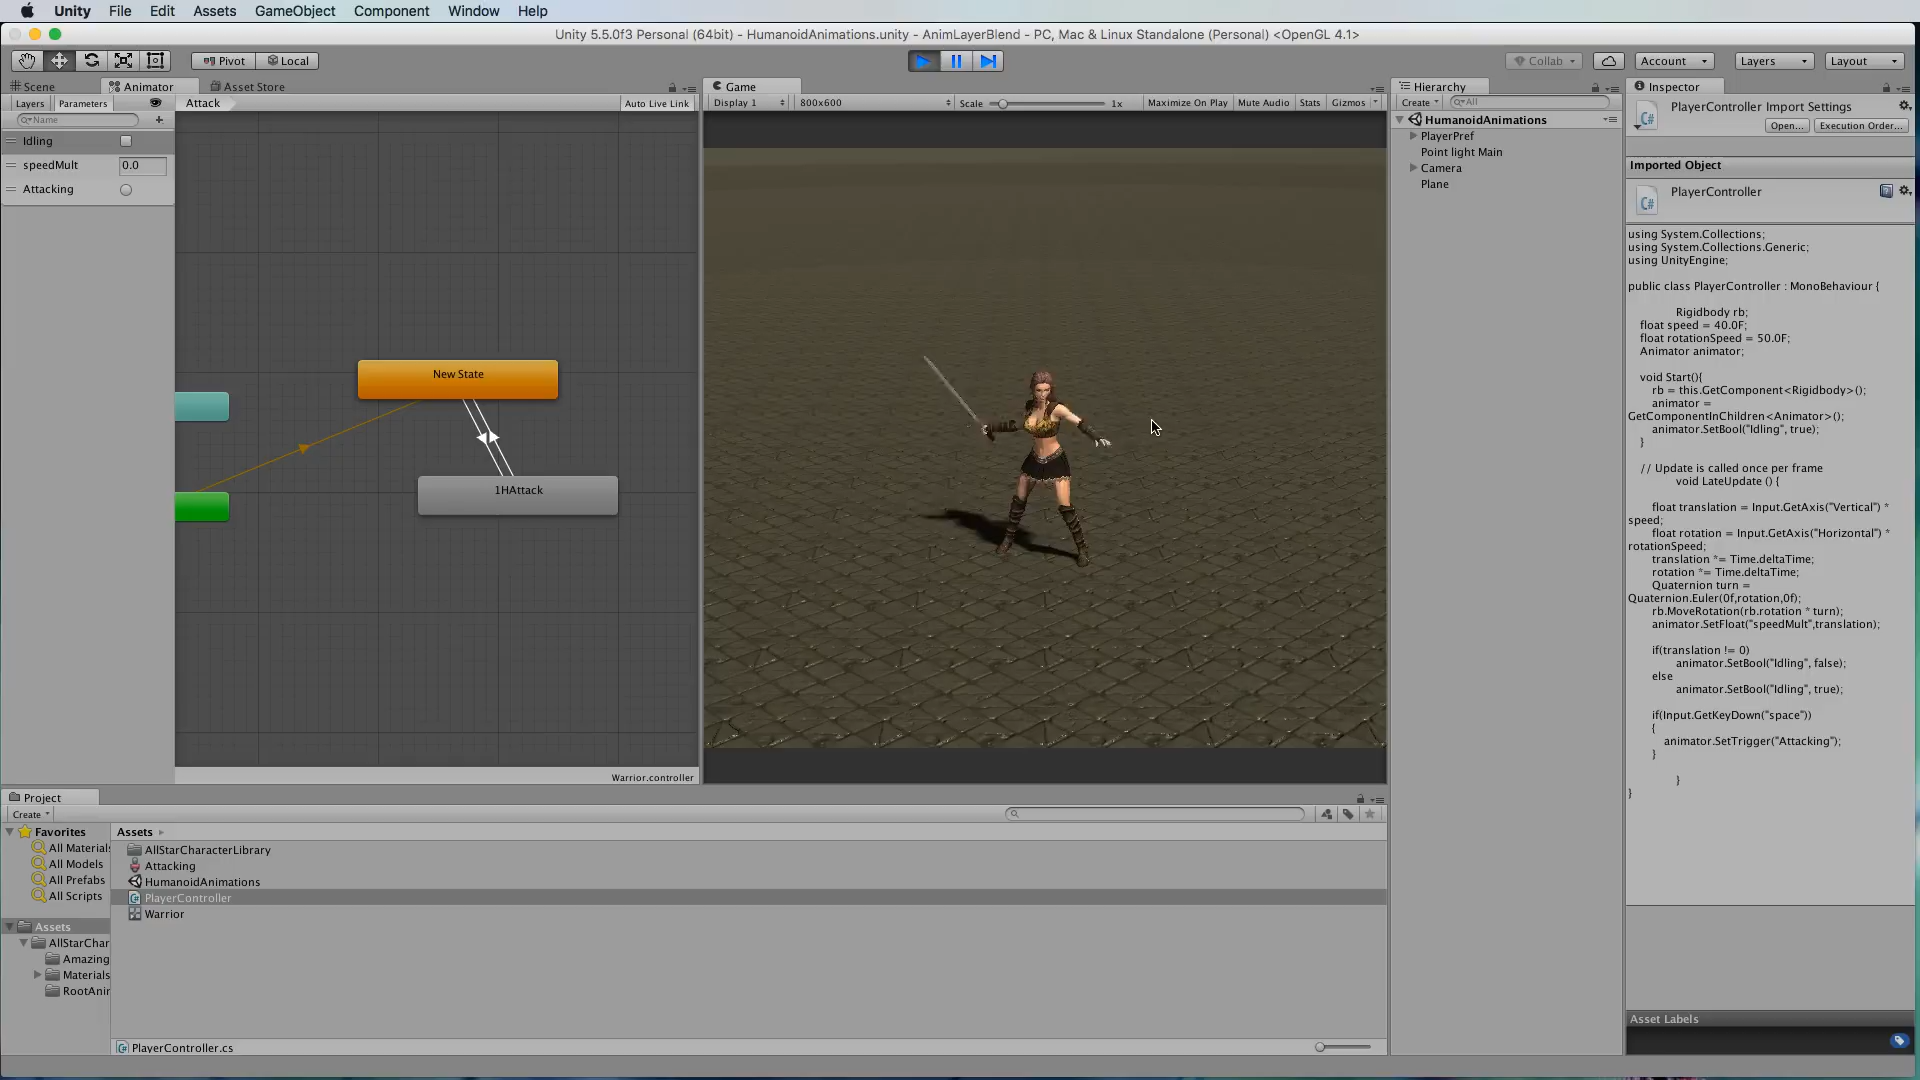 Unity File Edit Assets GameObject Component Window Help
Unity 5.5.0f3 Personal (64bit) - HumanoidAnimations.unity - AnimLayerBlend - PC, Mac & Linux Standalone (Personal) <OpenGL 4.1>
Pivot Local
Collab Account Layers Layout
Scene Animator Asset Store
Layers Parameters Attack Auto Live Link
Name
Idling
speedMult 0.0
Attacking
New State
1HAttack
Warrior.controller
Game
Display 1 800x600 Scale 1x Maximize On Play Mute Audio Stats Gizmos
Hierarchy
Create All
HumanoidAnimations
PlayerPref
Point light Main
Camera
Plane
Inspector
PlayerController Import Settings
Open... Execution Order...
Imported Object
PlayerController
using System.Collections;
using System.Collections.Generic;
using UnityEngine;
public class PlayerController : MonoBehaviour {
Rigidbody rb;
float speed = 40.0F;
float rotationSpeed = 50.0F;
Animator animator;
void Start(){
rb = this.GetComponent<Rigidbody>();
animator =
GetComponentInChildren<Animator>();
animator.SetBool("Idling", true);
}
// Update is called once per frame
void LateUpdate () {
float translation = Input.GetAxis("Vertical") *
speed;
float rotation = Input.GetAxis("Horizontal") *
rotationSpeed;
translation *= Time.deltaTime;
rotation *= Time.deltaTime;
Quaternion turn =
Quaternion.Euler(0f,rotation,0f);
rb.MoveRotation(rb.rotation * turn);
animator.SetFloat("speedMult",translation);
if(translation != 0)
animator.SetBool("Idling", false);
else
animator.SetBool("Idling", true);
if(Input.GetKeyDown("space"))
{
animator.SetTrigger("Attacking");
}
}
}
Asset Labels
Project
Create
Favorites
All Materials
All Models
All Prefabs
All Scripts
Assets
AllStarChar
Amazing
Materials
RootAnir
Assets
AllStarCharacterLibrary
Attacking
HumanoidAnimations
PlayerController
Warrior
PlayerController.cs